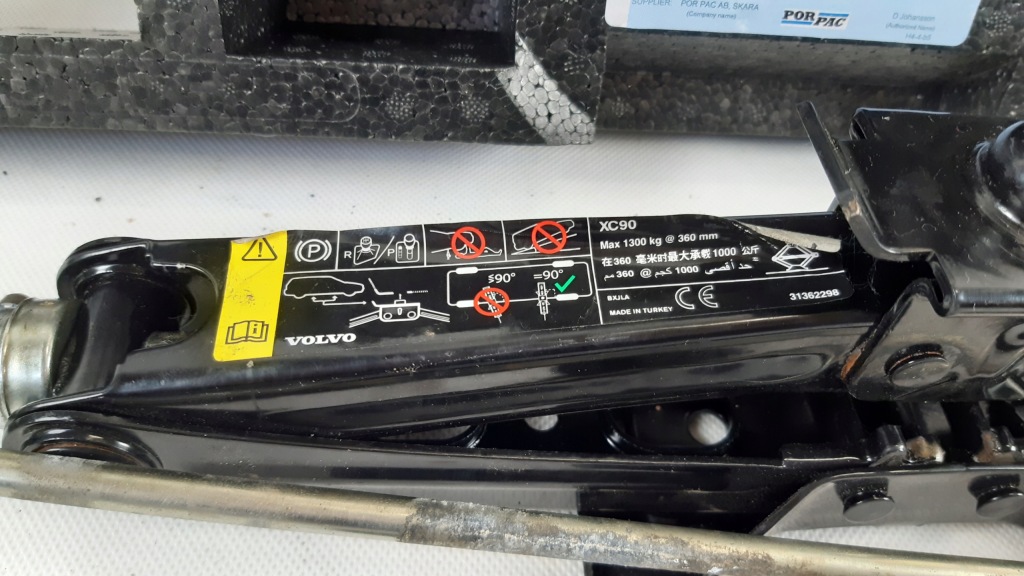 SUPPLIER POR PAC AB, SKARA
(Company name)
POR PAC
D Johansson
(Authorised Name)
P
R / P
≤90° =90°
VOLVO
XC90
Max 1300 kg @ 360 mm
在360 毫米时最大承载1000 公斤
حد أقصى 1000 كجم @ 360 مم
BXJLA
CE
MADE IN TURKEY
31362298